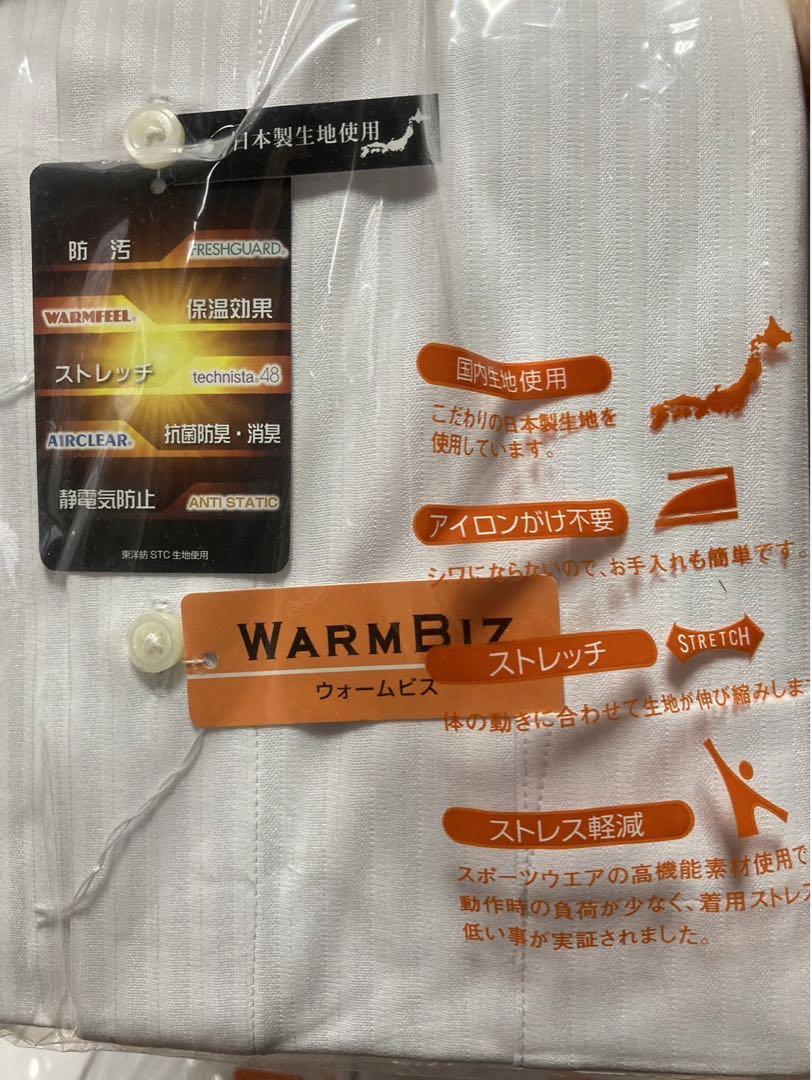 日本製生地使用
防 汚 FRESHGUARD®
WARMFEEL® 保温効果
ストレッチ technista®48
AIRCLEAR® 抗菌防臭・消臭
静電気防止 ANTI STATIC
東洋紡 STC 生地使用
WARMBIZ
ウォームビズ
国内生地使用
こだわりの日本製生地を
使用しています。
アイロンがけ不要
シワにならないので、お手入れも簡単です。
ストレッチ
STRETCH
体の動きに合わせて生地が伸び縮みします
ストレス軽減
スポーツウエアの高機能素材使用で
動作時の負荷が少なく、着用ストレス
低い事が実証されました。